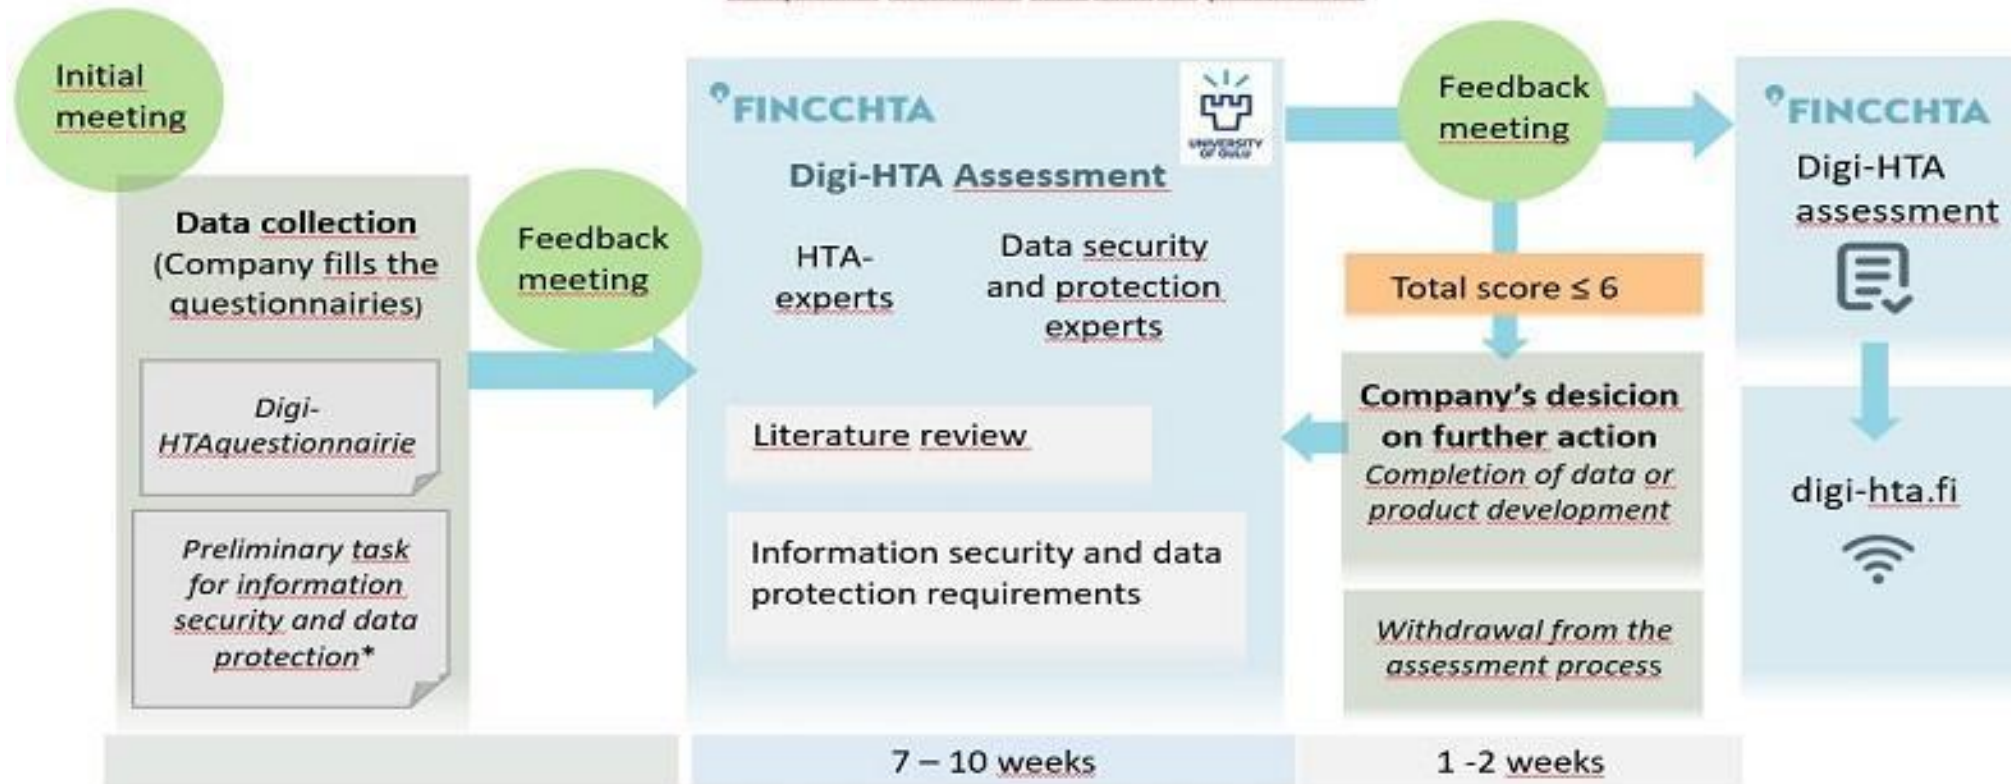 Initial
meeting
Data collection
(Company fills the
questionnairies)
Digi-
HTAquestionnairie
Preliminary task
for information
security and data
protection*
Feedback
meeting
FINCCHTA
UNIVERSITY
OF OULU
Digi-HTA Assessment
HTA-
experts
Data security
and protection
experts
Literature review
Information security and data
protection requirements
7 – 10 weeks
Feedback
meeting
Total score ≤ 6
Company's desicion
on further action
Completion of data or
product development
Withdrawal from the
assessment process
1 -2 weeks
FINCCHTA
Digi-HTA
assessment
digi-hta.fi